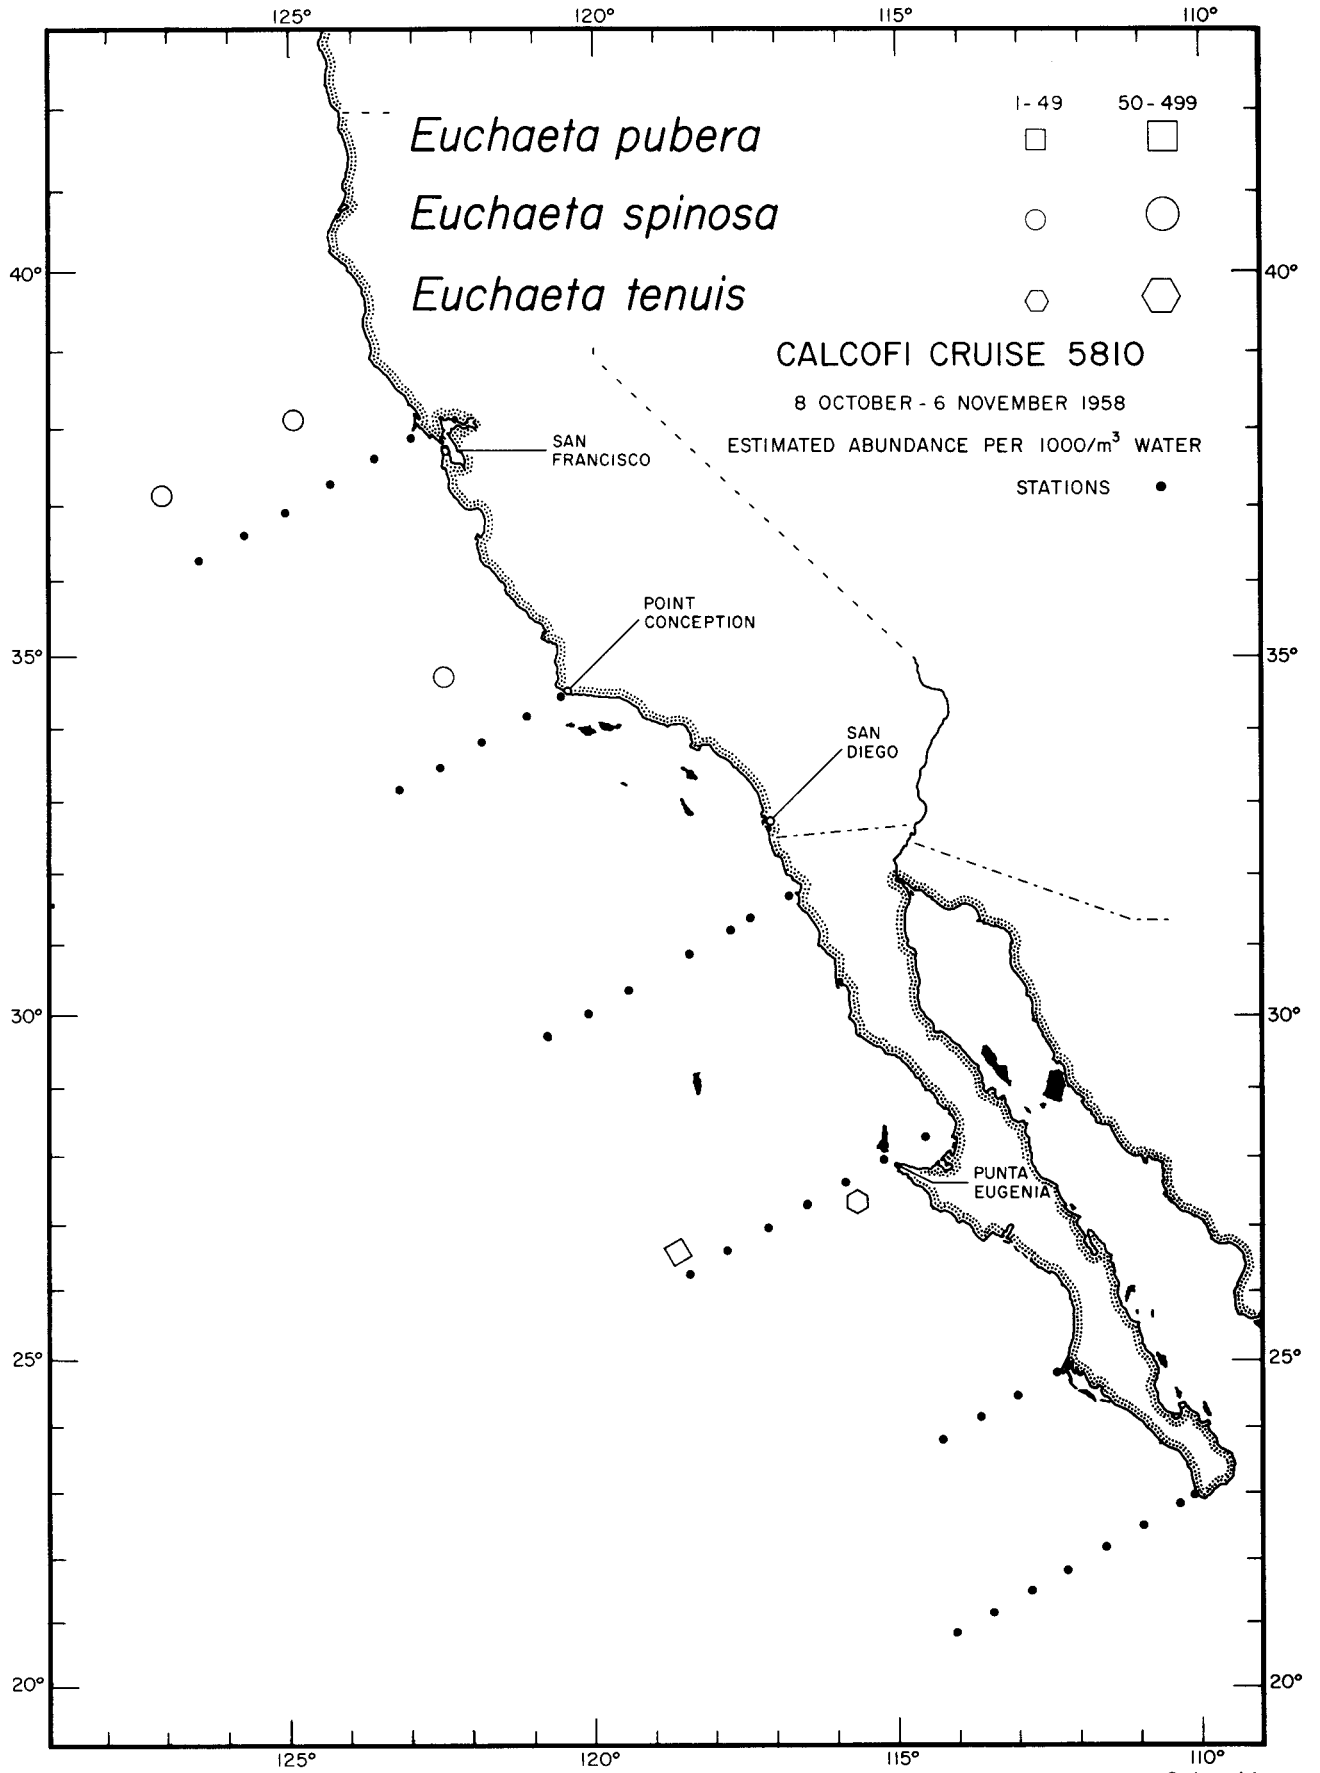 125° 120° 115° 110°
1-49 50-499
Euchaeta pubera
Euchaeta spinosa
Euchaeta tenuis
40° 40°
CALCOFI CRUISE 5810
8 OCTOBER - 6 NOVEMBER 1958
ESTIMATED ABUNDANCE PER 1000/m³ WATER
STATIONS
SAN
FRANCISCO
POINT
CONCEPTION
35° 35°
SAN
DIEGO
30° 30°
PUNTA
EUGENIA
25° 25°
20° 20°
125° 120° 115° 110°